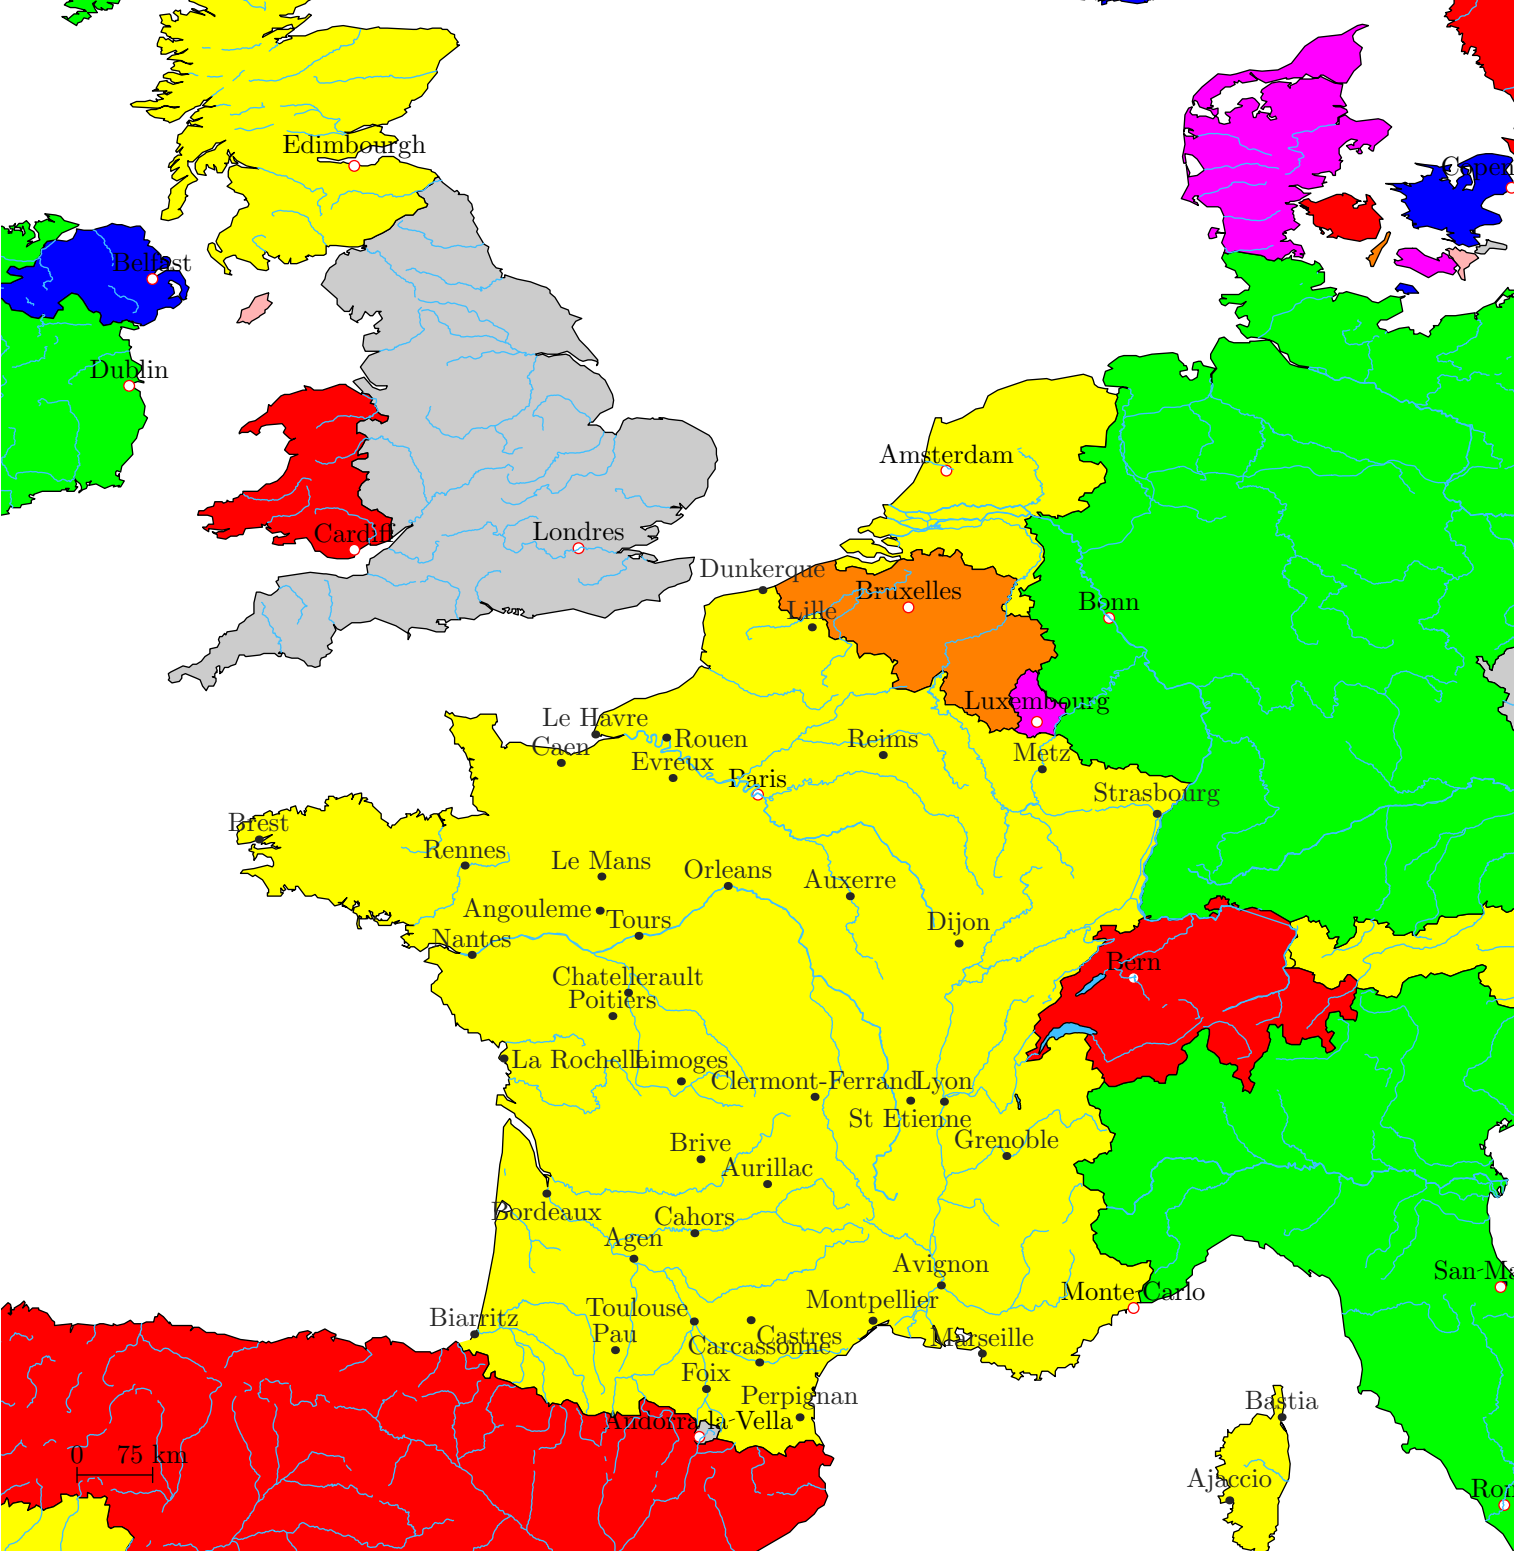 Edimbourgh
Copen
Belfast
Dublin
Amsterdam
Cardiff
Londres
Dunkerque
Bruxelles
Bonn
Lille
Luxembourg
Le Havre
Rouen
Reims
Caen
Metz
Evreux
Paris
Strasbourg
Brest
Rennes
Le Mans
Orleans
Auxerre
Angouleme
Tours
Dijon
Nantes
Bern
Chatellerault
Poitiers
La Rochelle
Limoges
Clermont-Ferrand
Lyon
St Etienne
Grenoble
Brive
Aurillac
Bordeaux
Cahors
Agen
Avignon
San-Ma
Monte-Carlo
Montpellier
Toulouse
Biarritz
Pau
Castres
Marseille
Carcassonne
Foix
Perpignan
Bastia
Andorra-la-Vella
0 75 km
Ajaccio
Rom